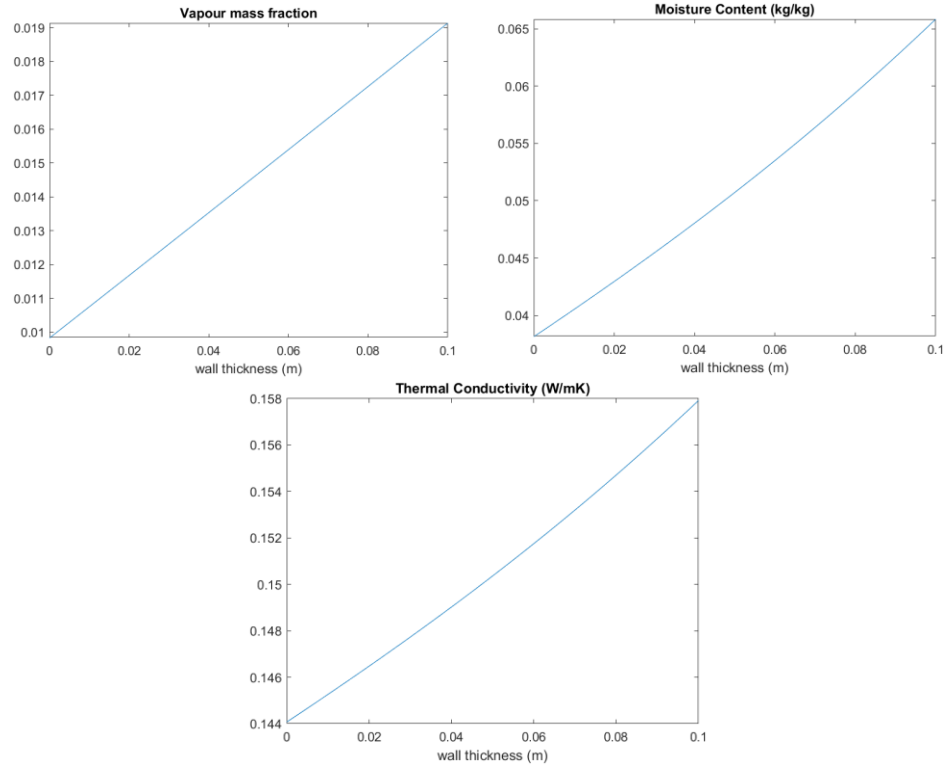 Vapour mass fraction
0.019
0.018
0.017
0.016
0.015
0.014
0.013
0.012
0.011
0.01
0 0.02 0.04 0.06 0.08 0.1
wall thickness (m)
Moisture Content (kg/kg)
0.065
0.06
0.055
0.05
0.045
0.04
0 0.02 0.04 0.06 0.08 0.1
wall thickness (m)
Thermal Conductivity (W/mK)
0.158
0.156
0.154
0.152
0.15
0.148
0.146
0.144
0 0.02 0.04 0.06 0.08 0.1
wall thickness (m)